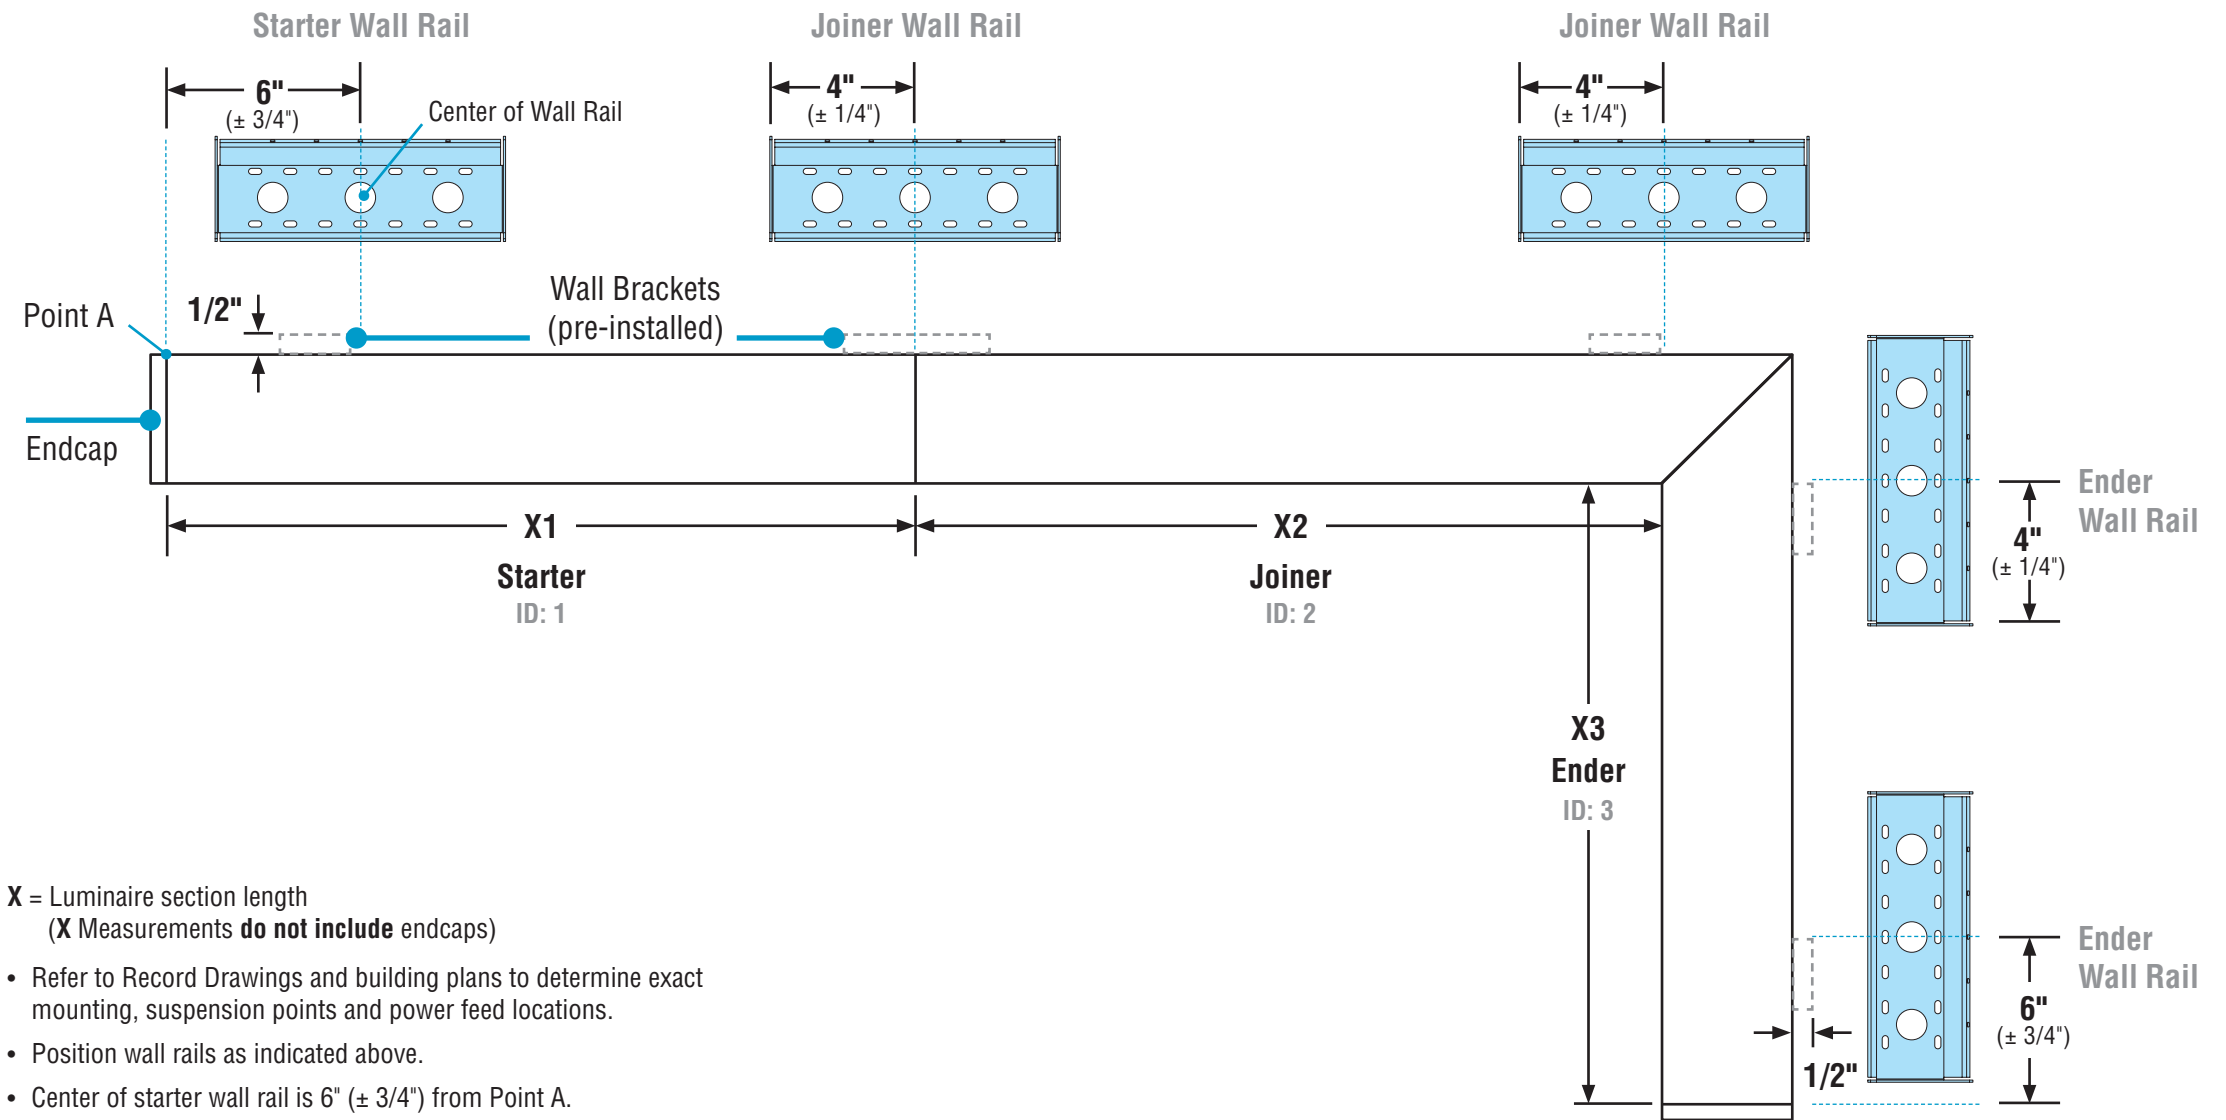 Starter Wall Rail
Joiner Wall Rail
Joiner Wall Rail
6"
(± 3/4")
Center of Wall Rail
4"
(± 1/4")
4"
(± 1/4")
Point A
1/2"
Wall Brackets
(pre-installed)
Endcap
X1
Starter
ID: 1
X2
Joiner
ID: 2
Ender
Wall Rail
4"
(± 1/4")
X3
Ender
ID: 3
Ender
Wall Rail
6"
(± 3/4")
1/2"
X = Luminaire section length
(X Measurements do not include endcaps)
• Refer to Record Drawings and building plans to determine exact
mounting, suspension points and power feed locations.
• Position wall rails as indicated above.
• Center of starter wall rail is 6" (± 3/4") from Point A.